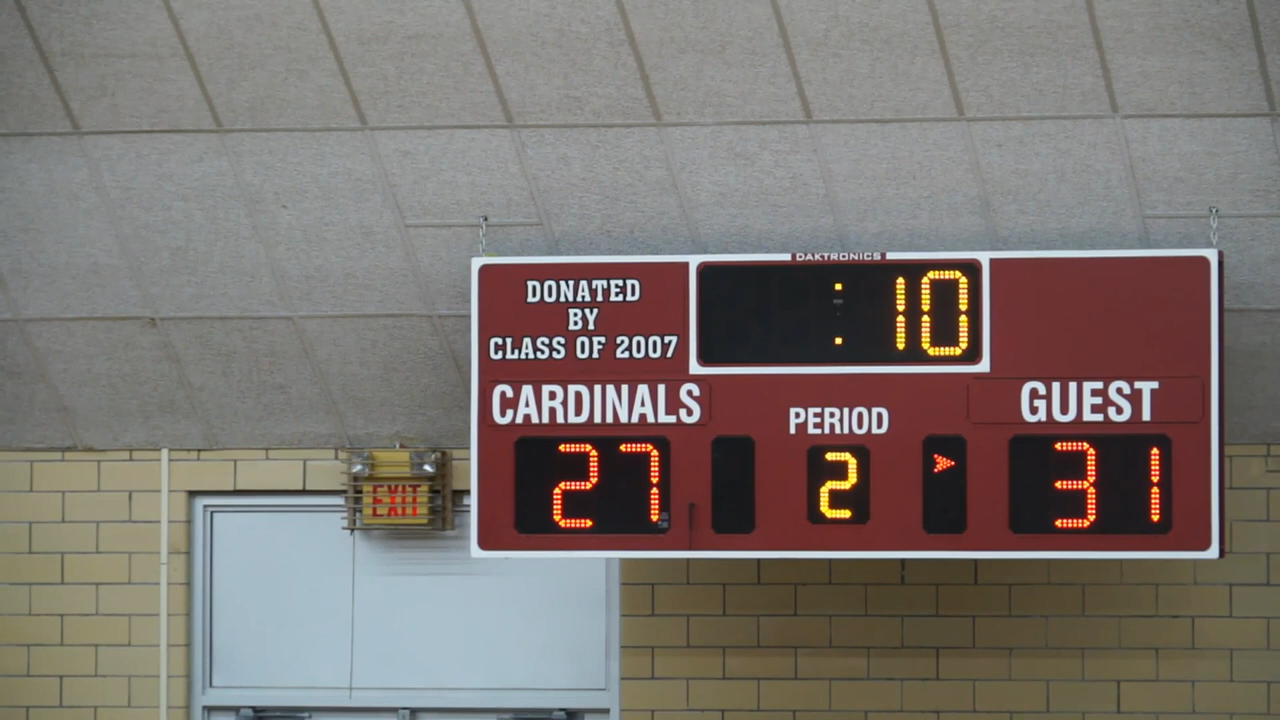 DAKTRONICS
DONATED
BY
CLASS OF 2007
:10
CARDINALS
PERIOD
GUEST
27
2
31
EXIT